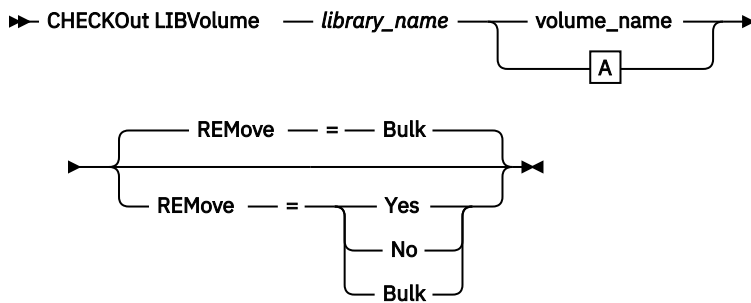 CHECKOut LIBVolume library_name volume_name
A
REMove = Bulk
REMove = Yes
No
Bulk